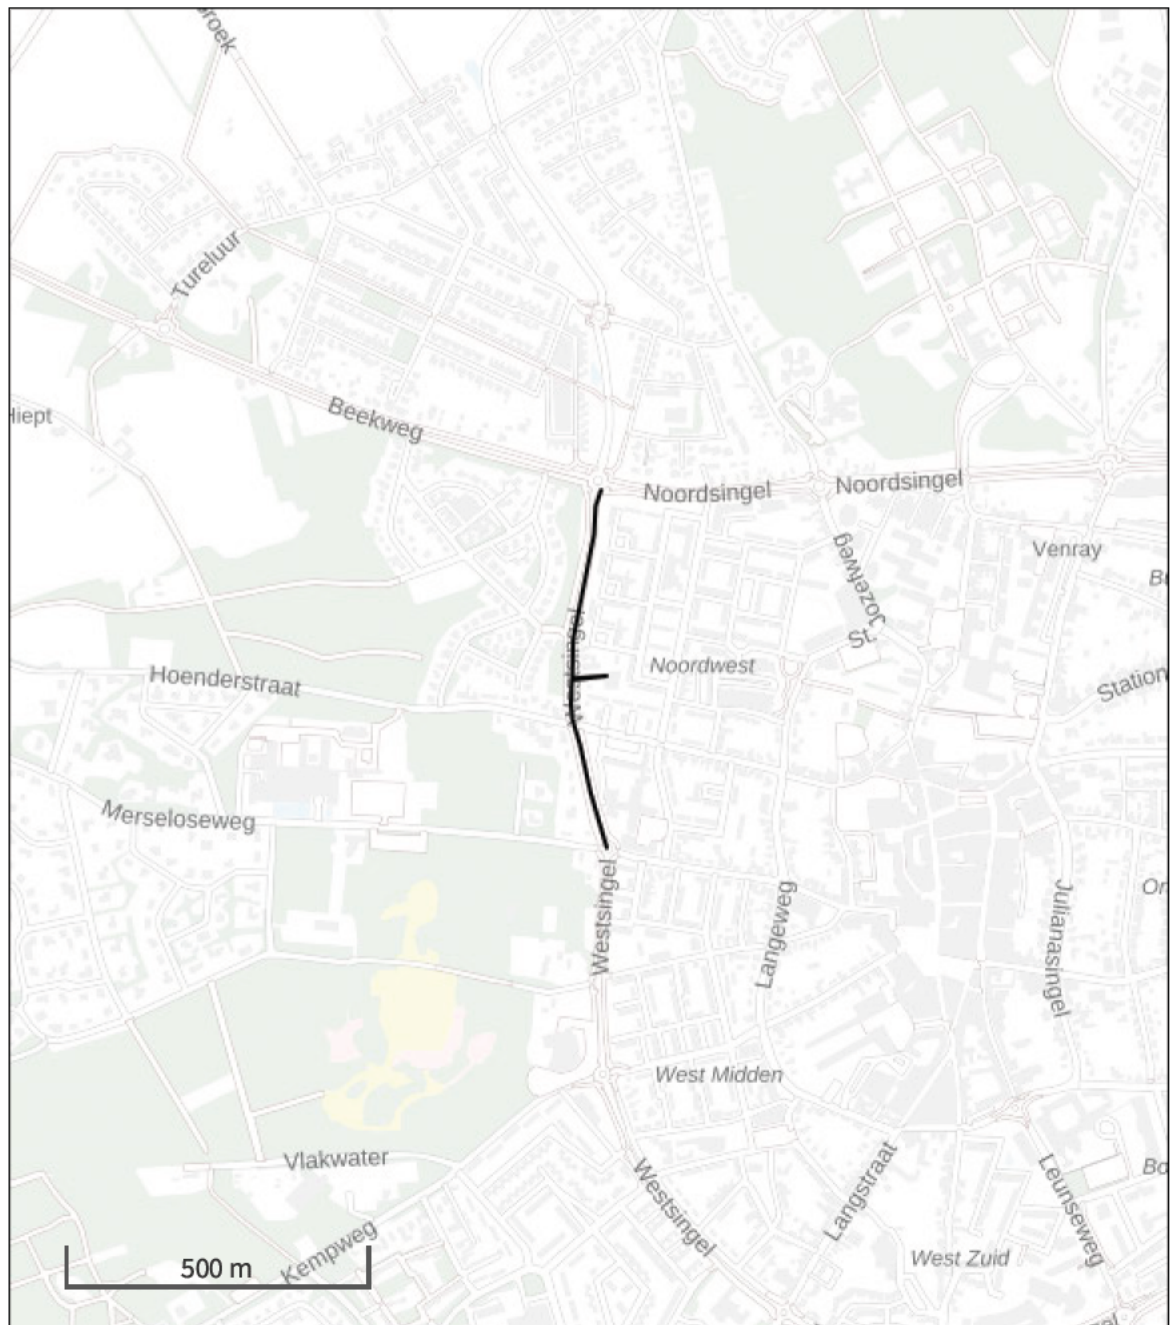 Tureluur
Hiept
Beekweg
Noordsingel
Noordsingel
St. Jozefweg
Venray
Noordwest
Hoenderstraat
Station
Merseloseweg
Westsingel
Langeweg
Julianasingel
West Midden
Vlakwater
Westsingel
Langstraat
Leunseweg
Kempweg
West Zuid
500 m